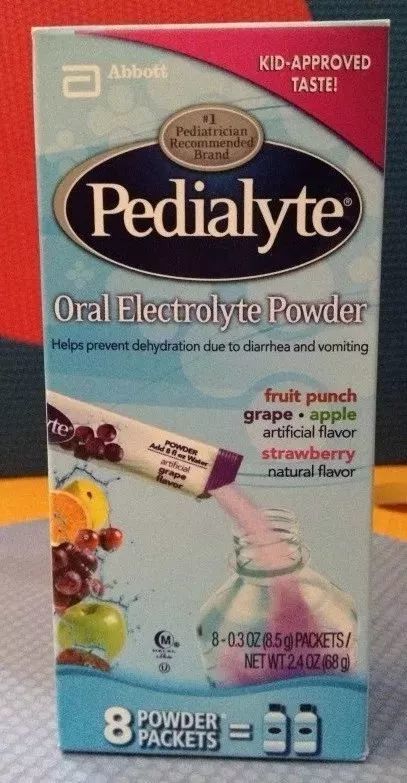 Abbott
KID-APPROVED
TASTE!
#1
Pediatrician
Recommended
Brand
Pedialyte®
Oral Electrolyte Powder
Helps prevent dehydration due to diarrhea and vomiting
fruit punch
grape • apple
artificial flavor
strawberry
natural flavor
te
POWDER
Add 8 fl oz Water
artificial
grape
flavor
M
U
8 - 0.3 OZ (8.5 g) PACKETS /
NET WT 2.4 OZ (68 g)
8 POWDER
PACKETS =